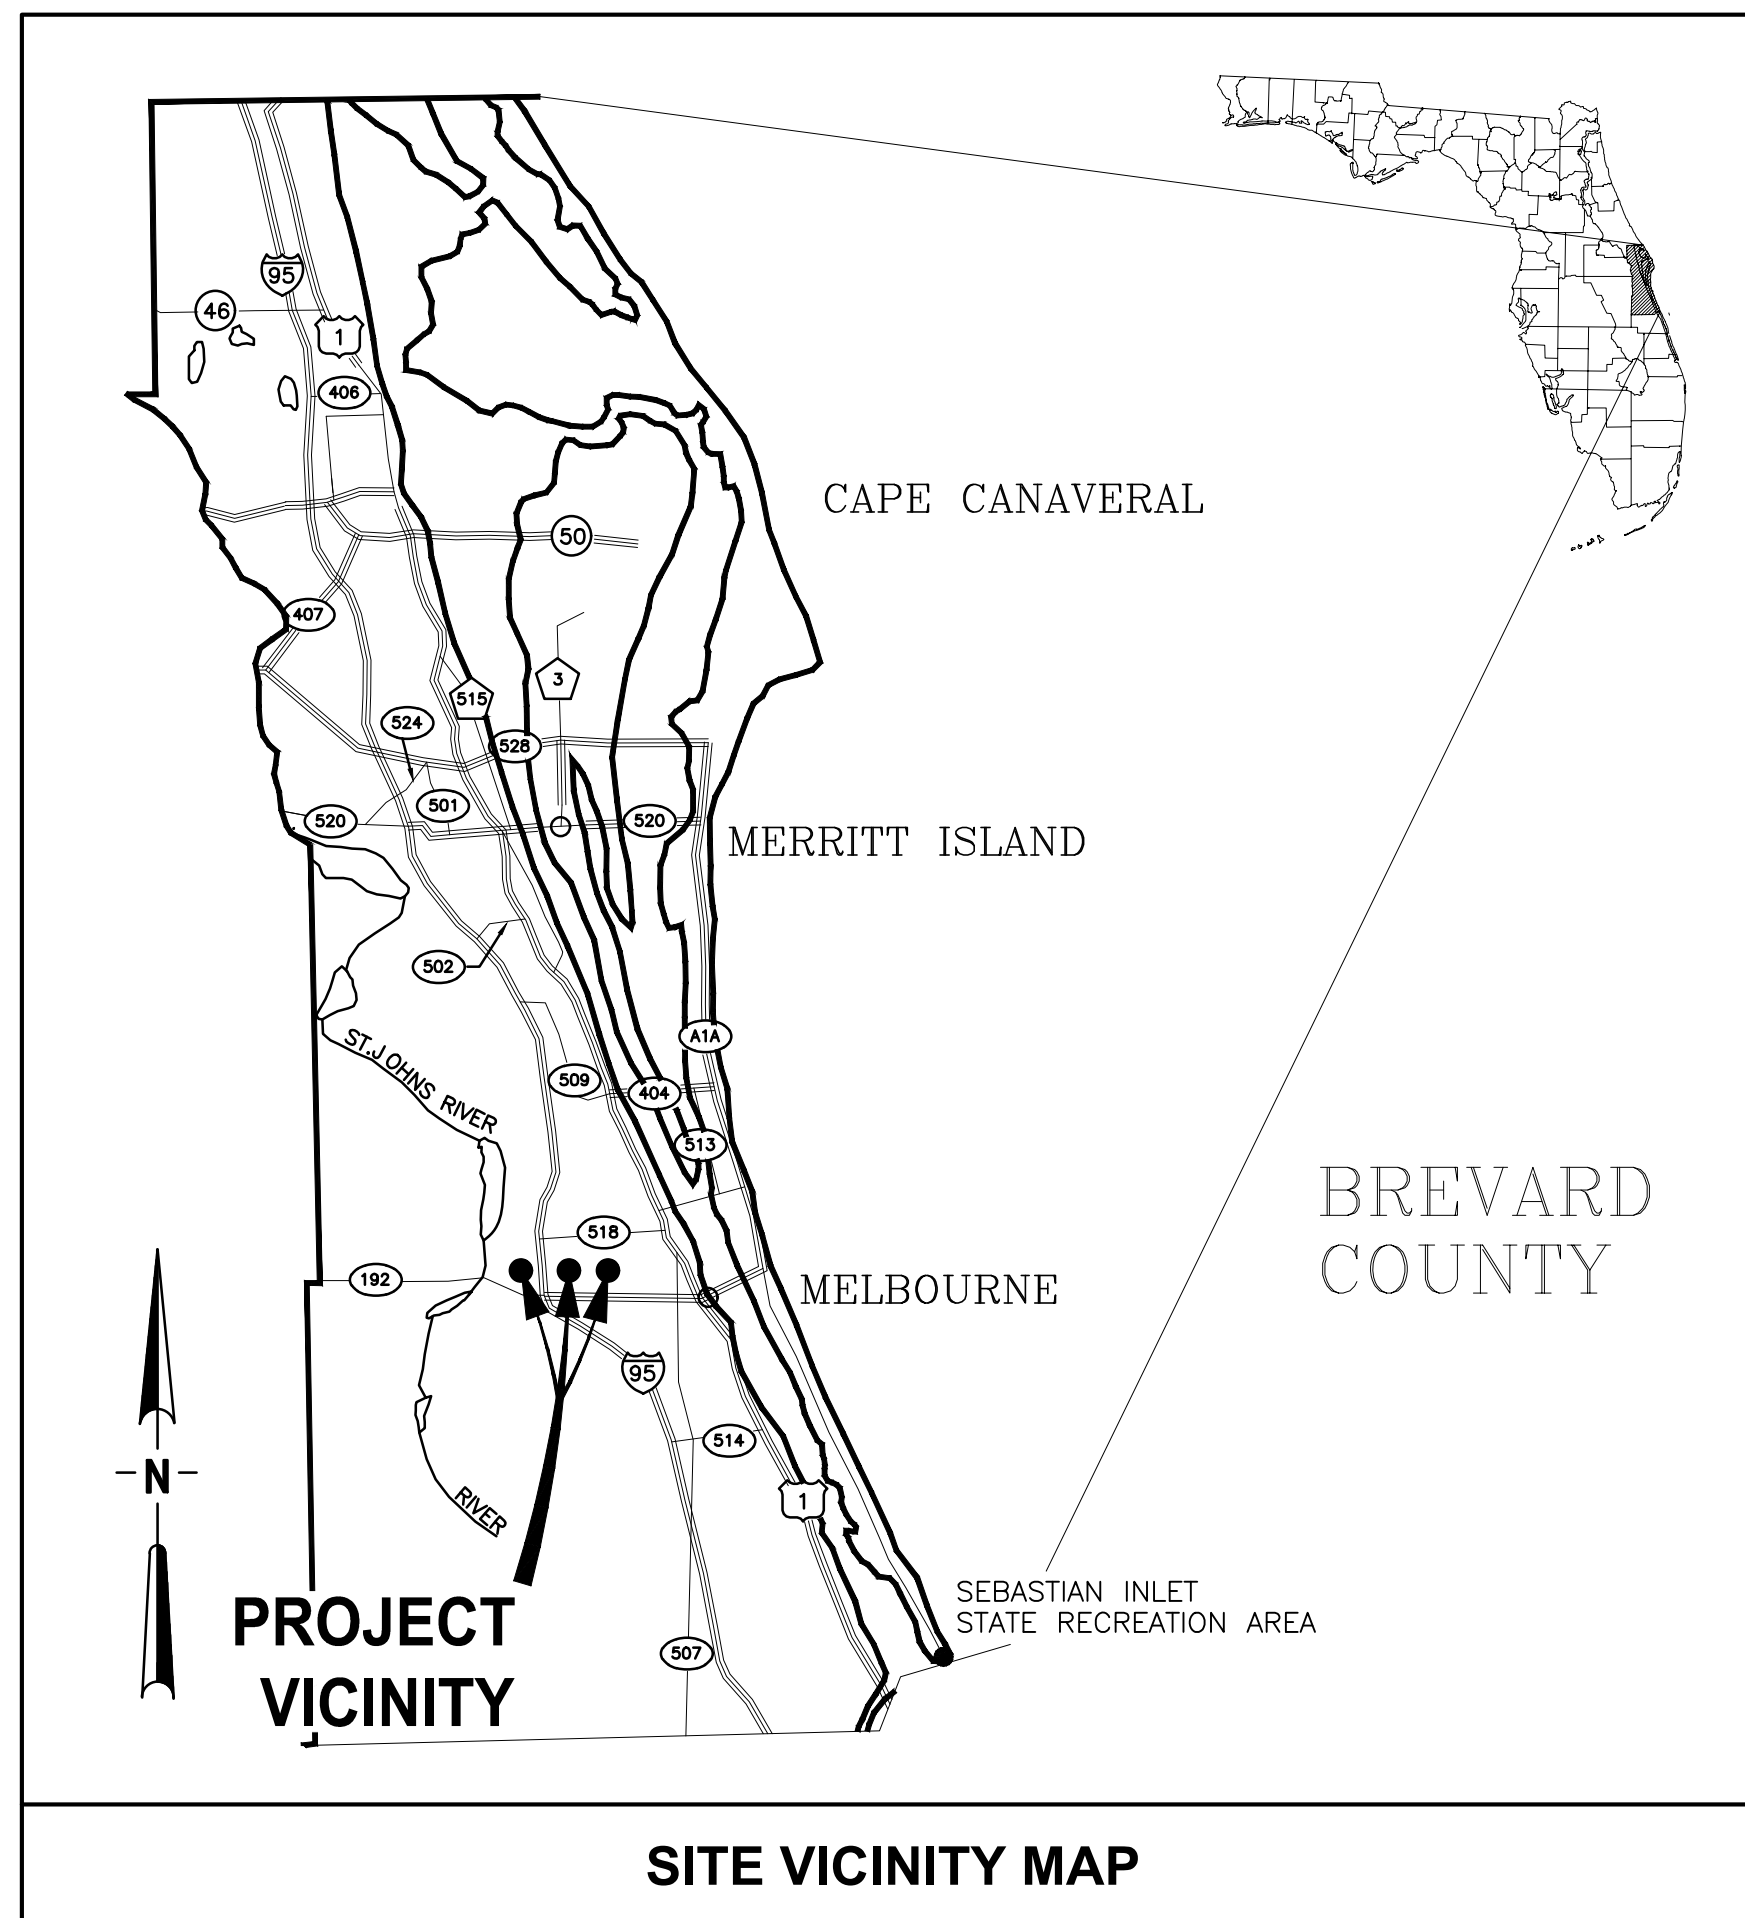 95
46
1
406
CAPE CANAVERAL
50
407
3
515
524
528
501
520
520
MERRITT ISLAND
502
A1A
ST.JOHNS RIVER
509
404
513
BREVARD
COUNTY
518
192
MELBOURNE
95
514
N
1
RIVER
SEBASTIAN INLET
STATE RECREATION AREA
PROJECT
VICINITY
507
SITE VICINITY MAP